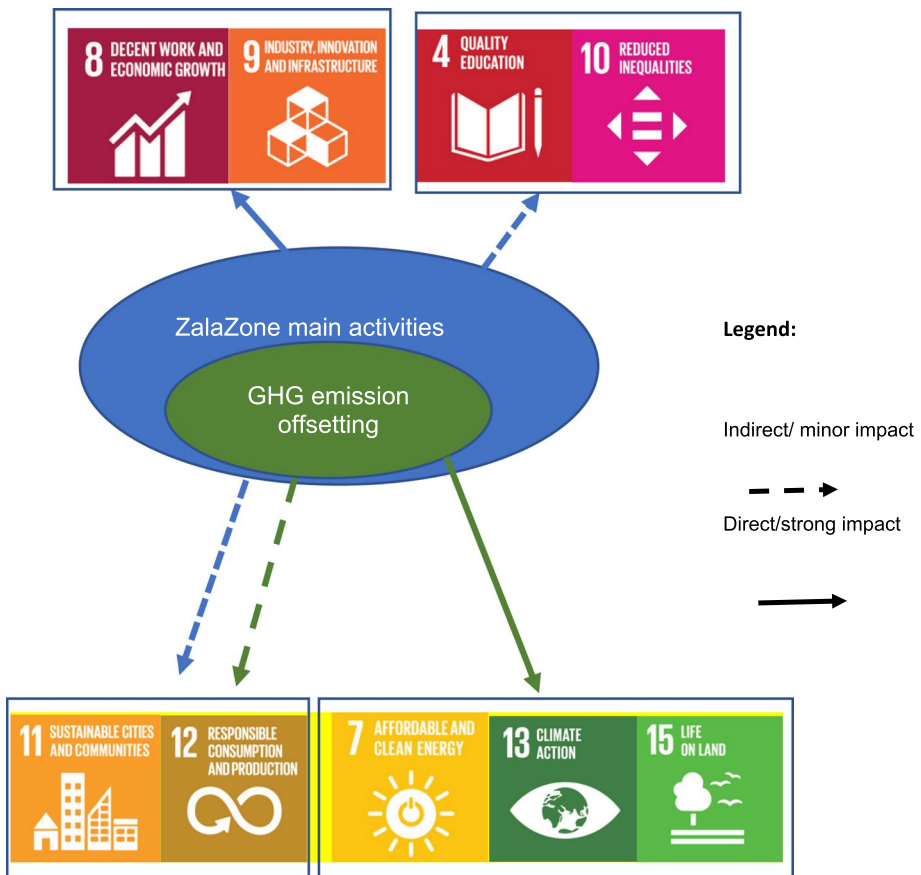 8 DECENT WORK AND
ECONOMIC GROWTH
9 INDUSTRY, INNOVATION
AND INFRASTRUCTURE
4 QUALITY
EDUCATION
10 REDUCED
INEQUALITIES
ZalaZone main activities
GHG emission
offsetting
Legend:
Indirect/ minor impact
Direct/strong impact
11 SUSTAINABLE CITIES
AND COMMUNITIES
12 RESPONSIBLE
CONSUMPTION
AND PRODUCTION
7 AFFORDABLE AND
CLEAN ENERGY
13 CLIMATE
ACTION
15 LIFE
ON LAND